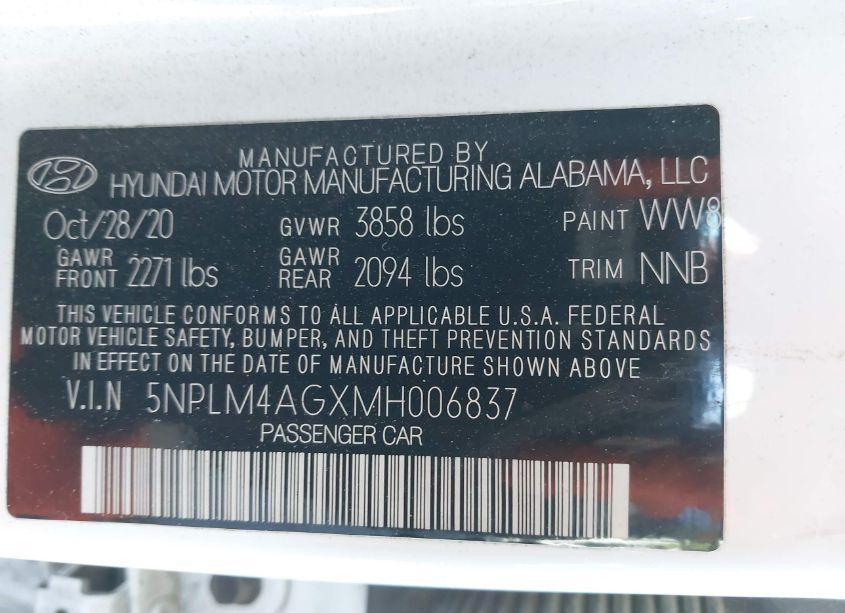 MANUFACTURED BY
HYUNDAI MOTOR MANUFACTURING ALABAMA, LLC
Oct/28/20 GVWR 3858 lbs PAINT WW8
GAWR FRONT 2271 lbs GAWR REAR 2094 lbs TRIM NNB
THIS VEHICLE CONFORMS TO ALL APPLICABLE U.S.A. FEDERAL
MOTOR VEHICLE SAFETY, BUMPER, AND THEFT PREVENTION STANDARDS
IN EFFECT ON THE DATE OF MANUFACTURE SHOWN ABOVE
V.I.N 5NPLM4AGXMH006837
PASSENGER CAR